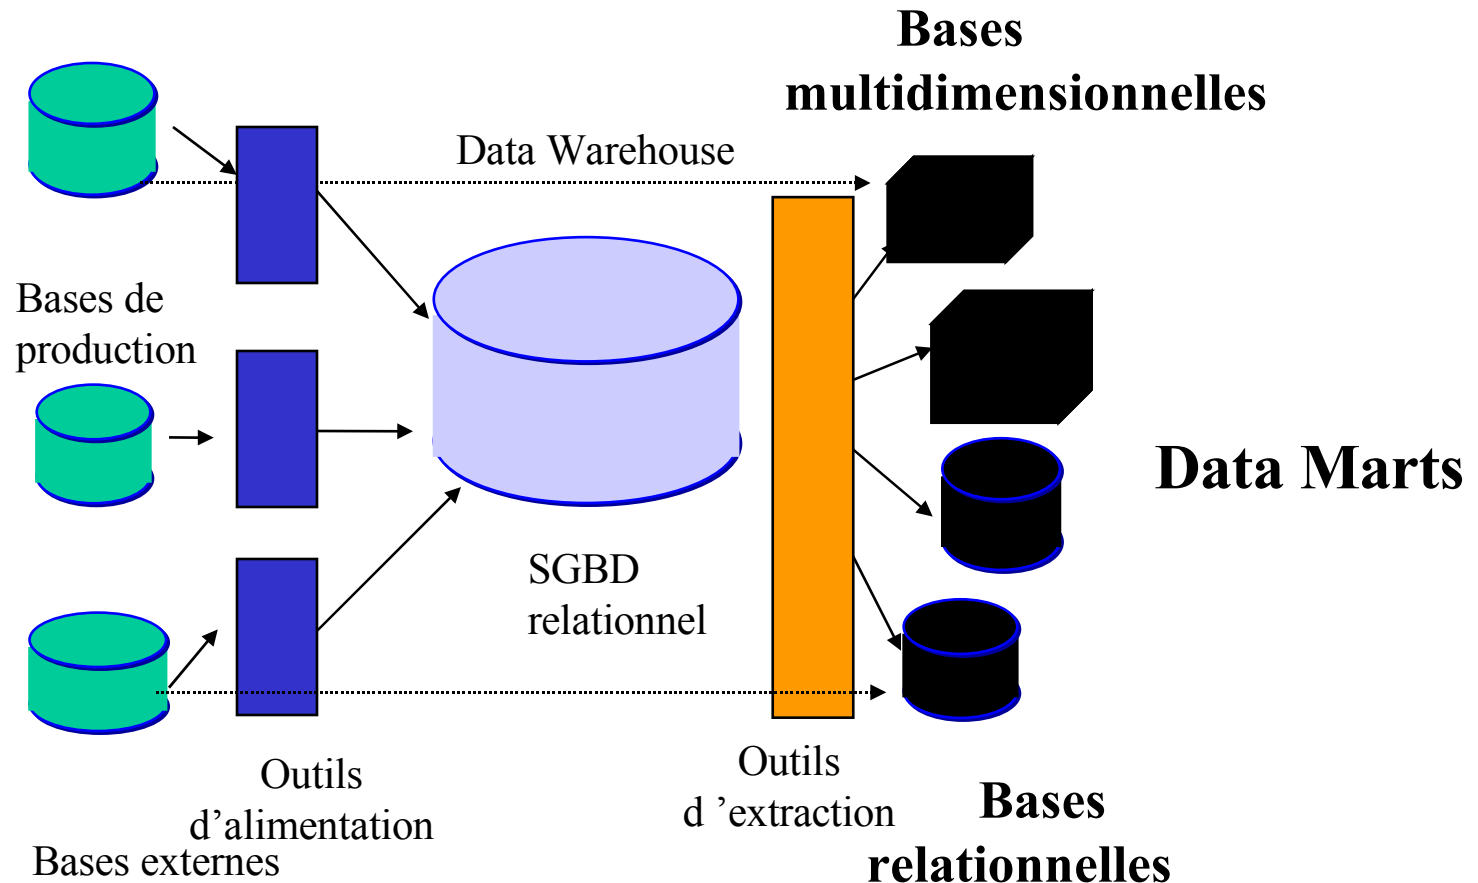 Bases
multidimensionnelles
Data Warehouse
Bases de
production
Data Marts
SGBD
relationnel
Outils
d’alimentation
Outils
d ’extraction
Bases externes
Bases
relationnelles